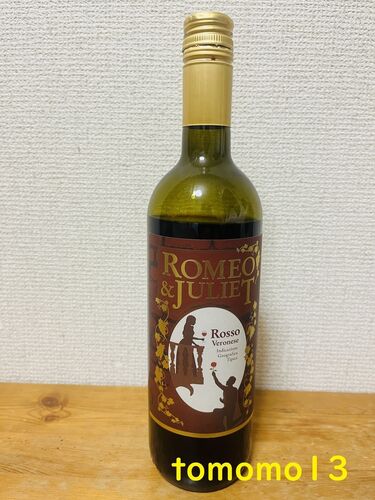 ROMEO
& JULIET
Rosso
Veronese
Indicazione
Geografica
Tipica
tomomo13